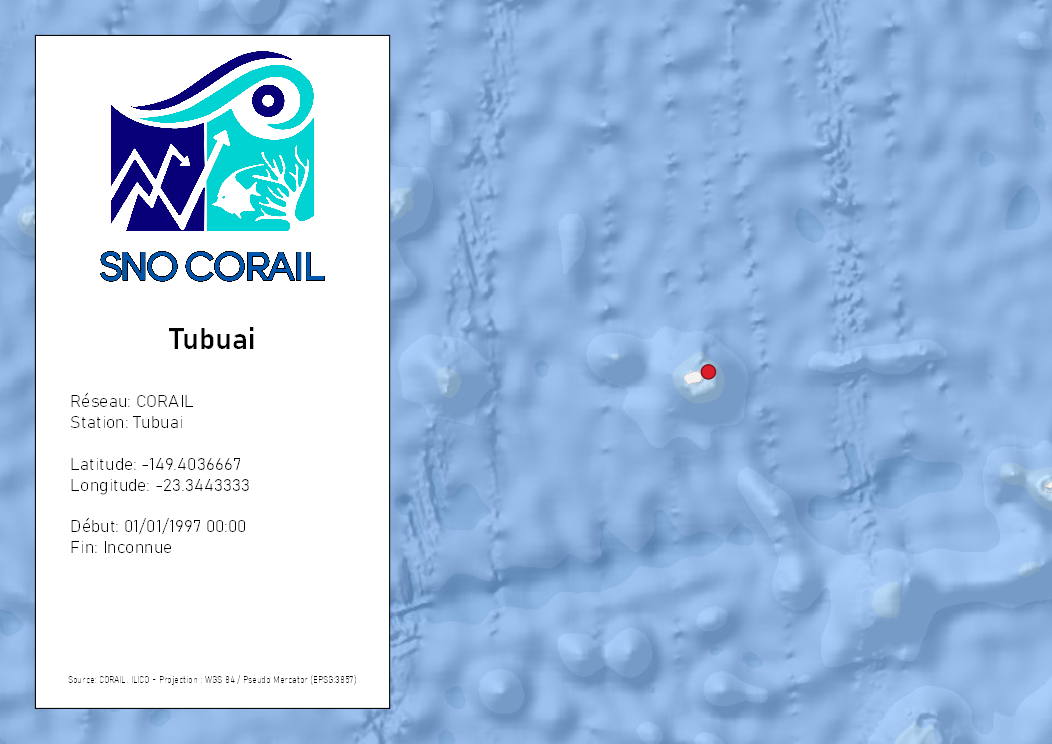 SNO CORAIL
Tubuai
Réseau: CORAIL
Station: Tubuai
Latitude: -149.4036667
Longitude: -23.3443333
Début: 01/01/1997 00:00
Fin: Inconnue
Source: CORAIL, ILICO - Projection : WGS 84 / Pseudo Mercator (EPSG:3857)